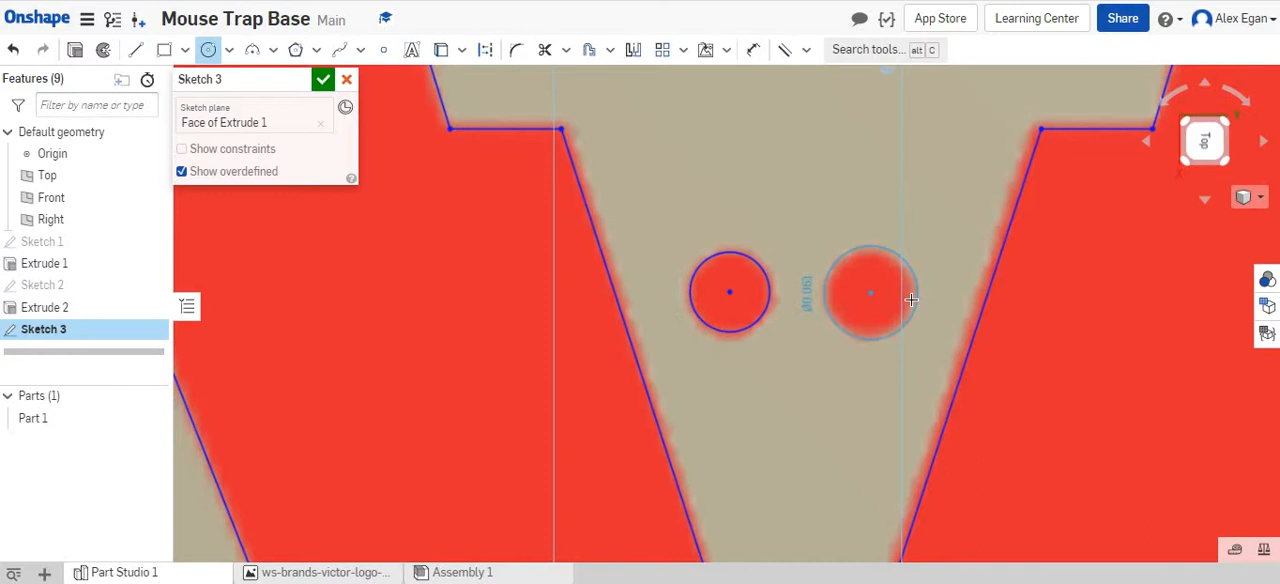 Onshape
Mouse Trap Base Main
App Store
Learning Center
Share
Alex Egan
Search tools... alt C
Features (9)
Filter by name or type
Default geometry
Origin
Top
Front
Right
Sketch 1
Extrude 1
Sketch 2
Extrude 2
Sketch 3
Parts (1)
Part 1
Sketch 3
Sketch plane
Face of Extrude 1
Show constraints
Show overdefined
Top
Part Studio 1
ws-brands-victor-logo-...
Assembly 1